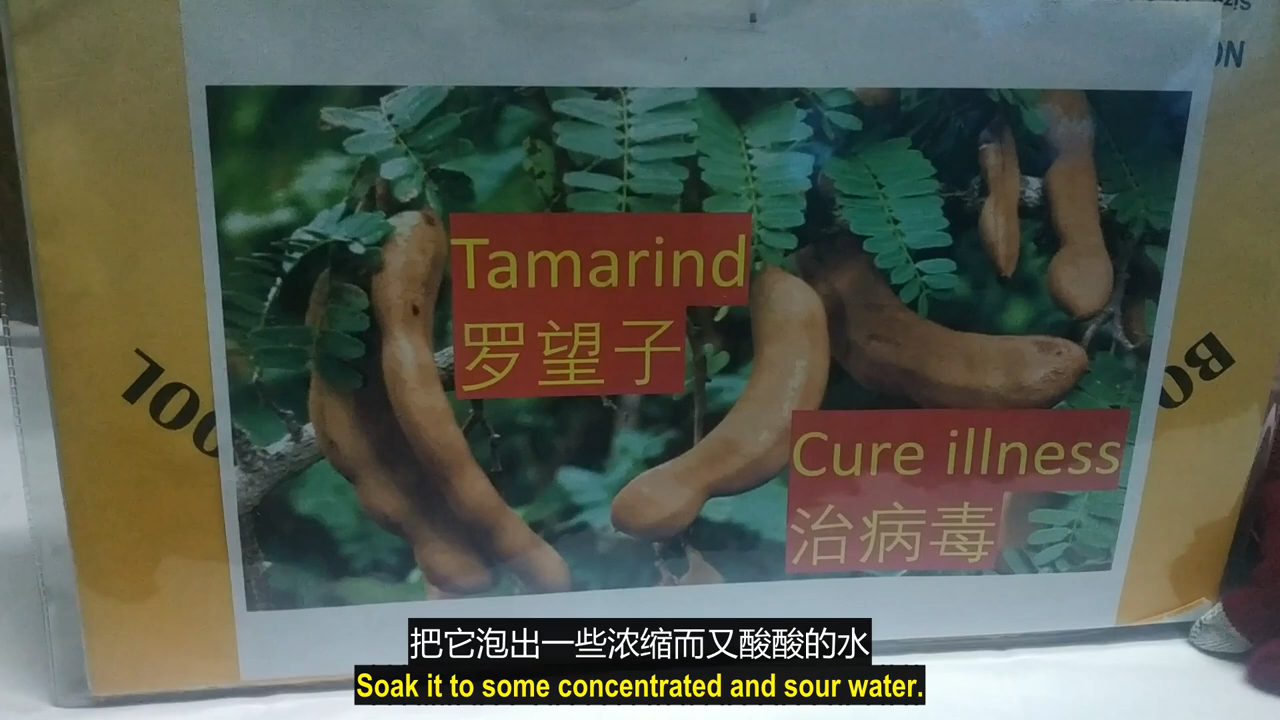 ON
Tamarind
罗望子
Cure illness
治病毒
把它泡出一些浓缩而又酸酸的水
Soak it to some concentrated and sour water.